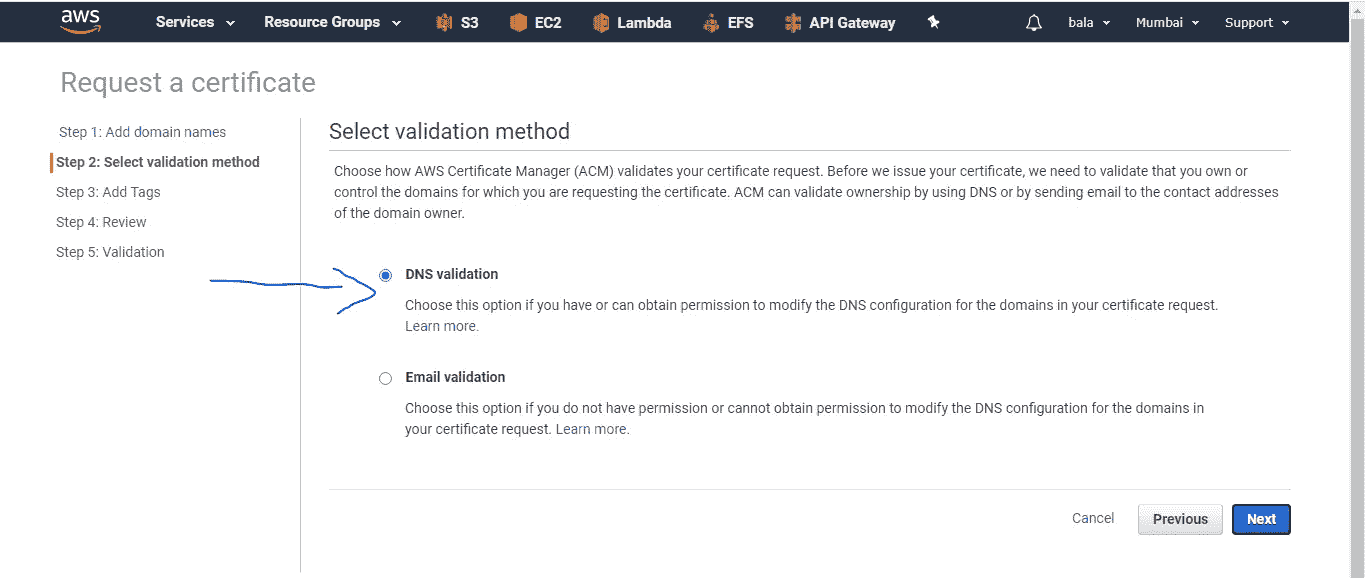 aws Services Resource Groups S3 EC2 Lambda EFS API Gateway bala Mumbai Support
Request a certificate
Step 1: Add domain names
Step 2: Select validation method
Step 3: Add Tags
Step 4: Review
Step 5: Validation
Select validation method
Choose how AWS Certificate Manager (ACM) validates your certificate request. Before we issue your certificate, we need to validate that you own or
control the domains for which you are requesting the certificate. ACM can validate ownership by using DNS or by sending email to the contact addresses
of the domain owner.
DNS validation
Choose this option if you have or can obtain permission to modify the DNS configuration for the domains in your certificate request.
Learn more.
Email validation
Choose this option if you do not have permission or cannot obtain permission to modify the DNS configuration for the domains in
your certificate request. Learn more.
Cancel Previous Next